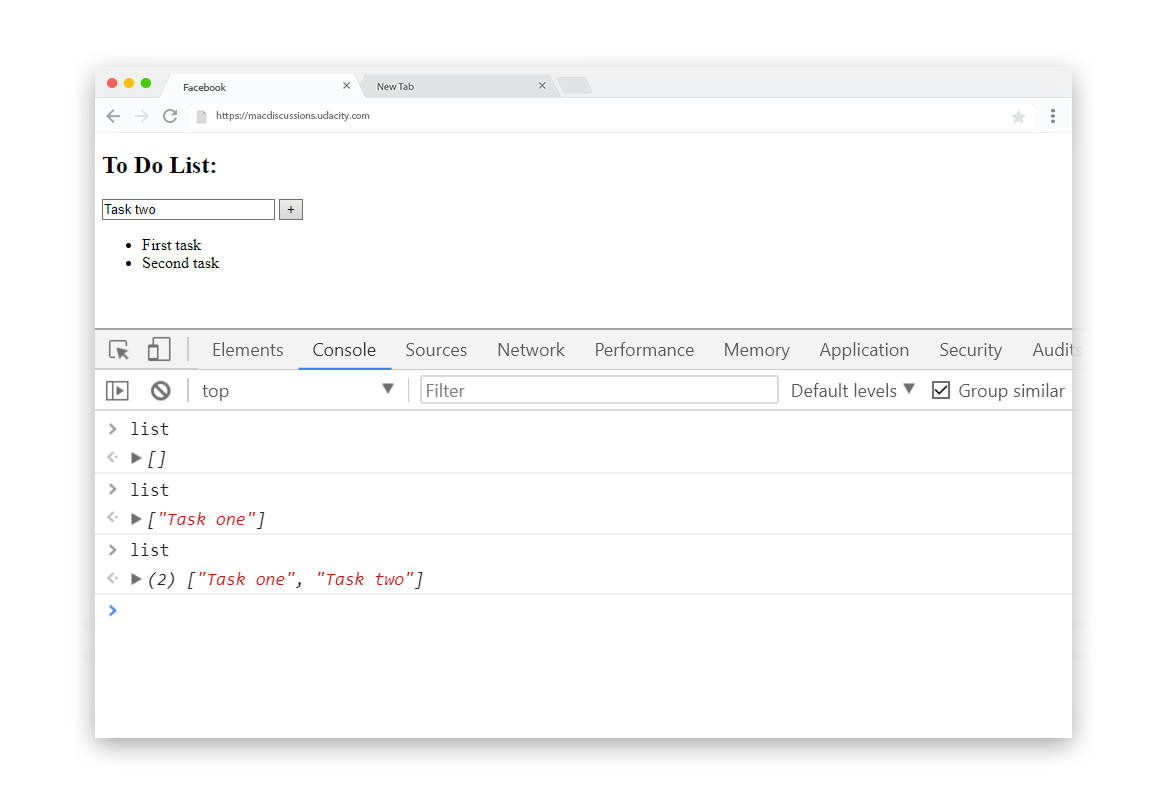 Facebook
New Tab
https://macdiscussions.udacity.com
To Do List:
Task two +
• First task
• Second task
Elements Console Sources Network Performance Memory Application Security Audits
top Filter Default levels Group similar
> list
[]
> list
["Task one"]
> list
(2) ["Task one", "Task two"]
>